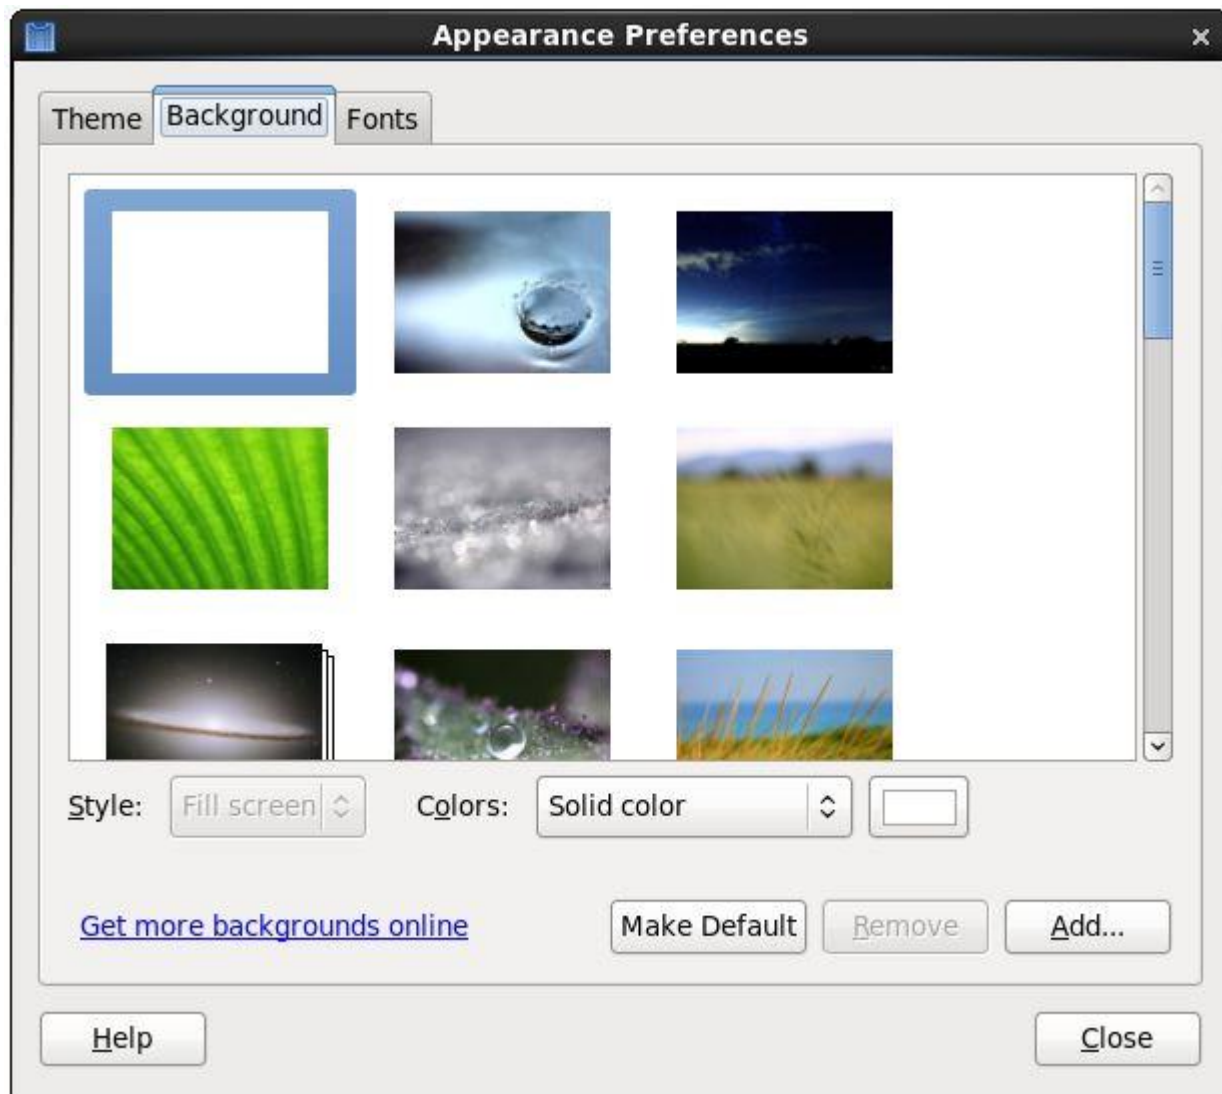 Appearance Preferences
Theme Background Fonts
Style: Fill screen Colors: Solid color
Get more backgrounds online Make Default Remove Add...
Help Close